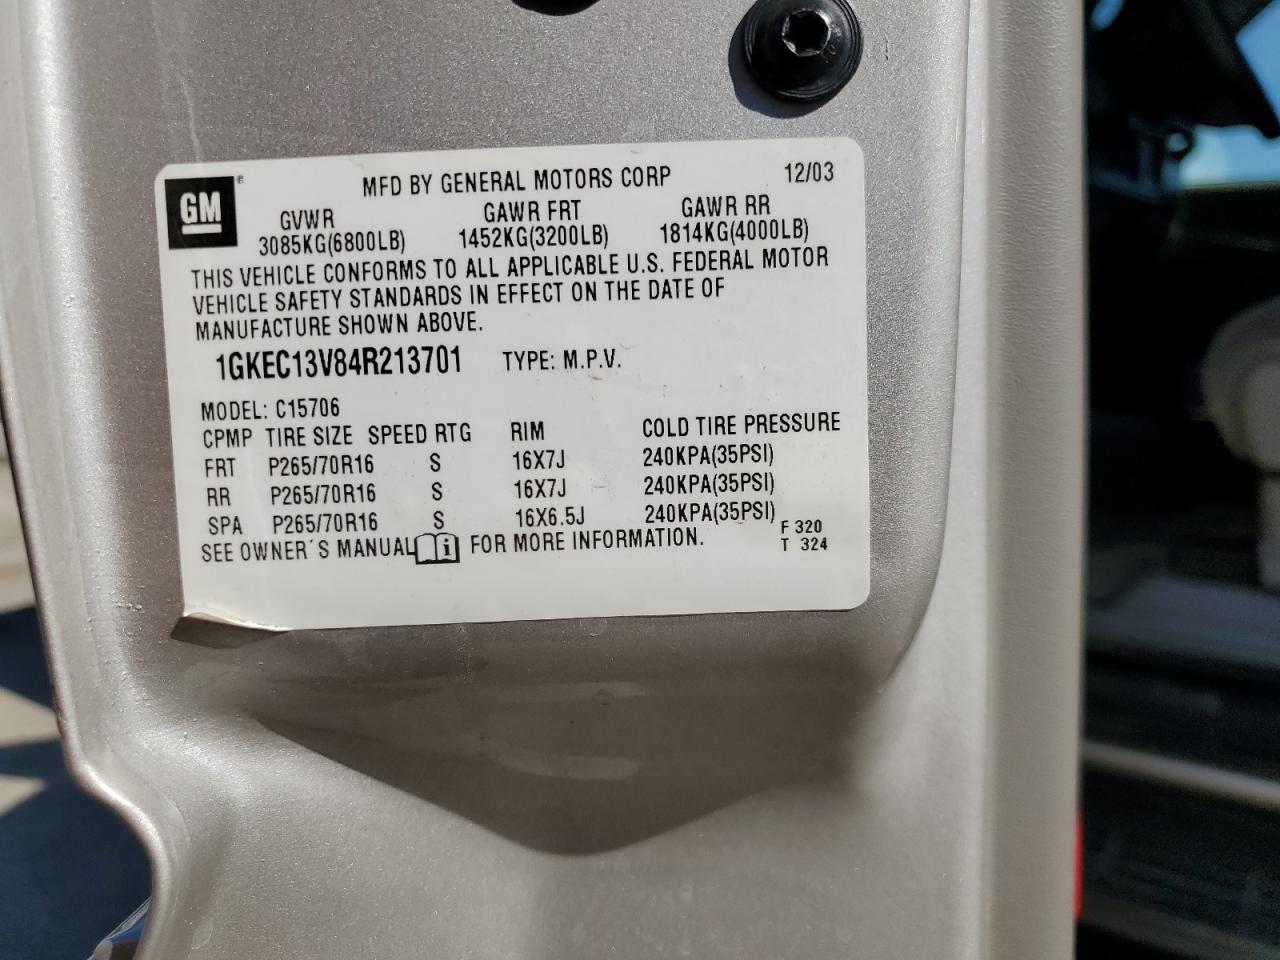 GM®
MFD BY GENERAL MOTORS CORP 12/03
GVWR GAWR FRT GAWR RR
3085KG(6800LB) 1452KG(3200LB) 1814KG(4000LB)
THIS VEHICLE CONFORMS TO ALL APPLICABLE U.S. FEDERAL MOTOR
VEHICLE SAFETY STANDARDS IN EFFECT ON THE DATE OF
MANUFACTURE SHOWN ABOVE.
1GKEC13V84R213701 TYPE: M.P.V.
MODEL: C15706
CPMP TIRE SIZE SPEED RTG RIM COLD TIRE PRESSURE
FRT P265/70R16 S 16X7J 240KPA(35PSI)
RR P265/70R16 S 16X7J 240KPA(35PSI)
SPA P265/70R16 S 16X6.5J 240KPA(35PSI)
SEE OWNER´S MANUAL i FOR MORE INFORMATION.
F 320
T 324